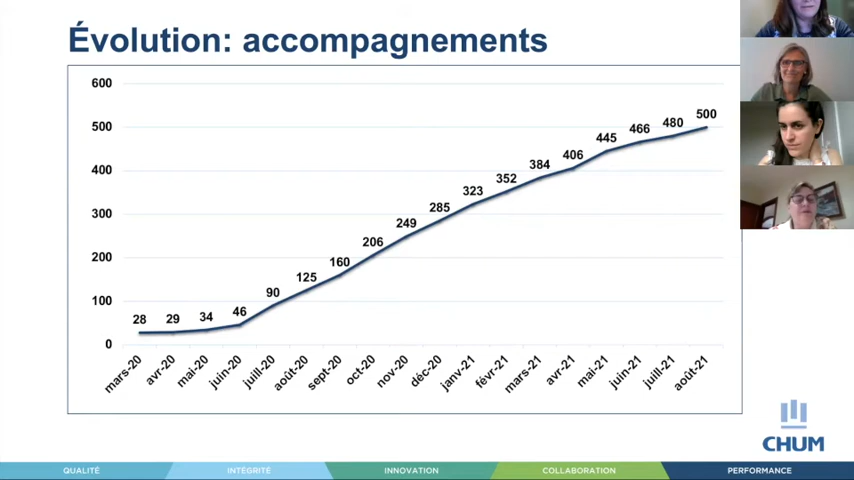 Évolution: accompagnements
600
500
400
300
200
100
0
28
29
34
46
90
125
160
206
249
285
323
352
384
406
445
466
480
500
mars-20
avr-20
mai-20
juin-20
juill-20
août-20
sept-20
oct-20
nov-20
déc-20
janv-21
févr-21
mars-21
avr-21
mai-21
juin-21
juill-21
août-21
CHUM
QUALITÉ
INTÉGRITÉ
INNOVATION
COLLABORATION
PERFORMANCE